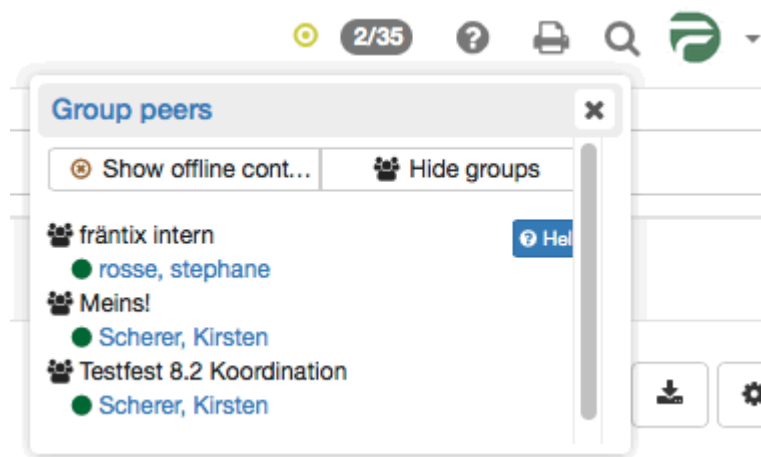 2/35
Group peers
Show offline cont...
Hide groups
fräntix intern
Hel
rosse, stephane
Meins!
Scherer, Kirsten
Testfest 8.2 Koordination
Scherer, Kirsten